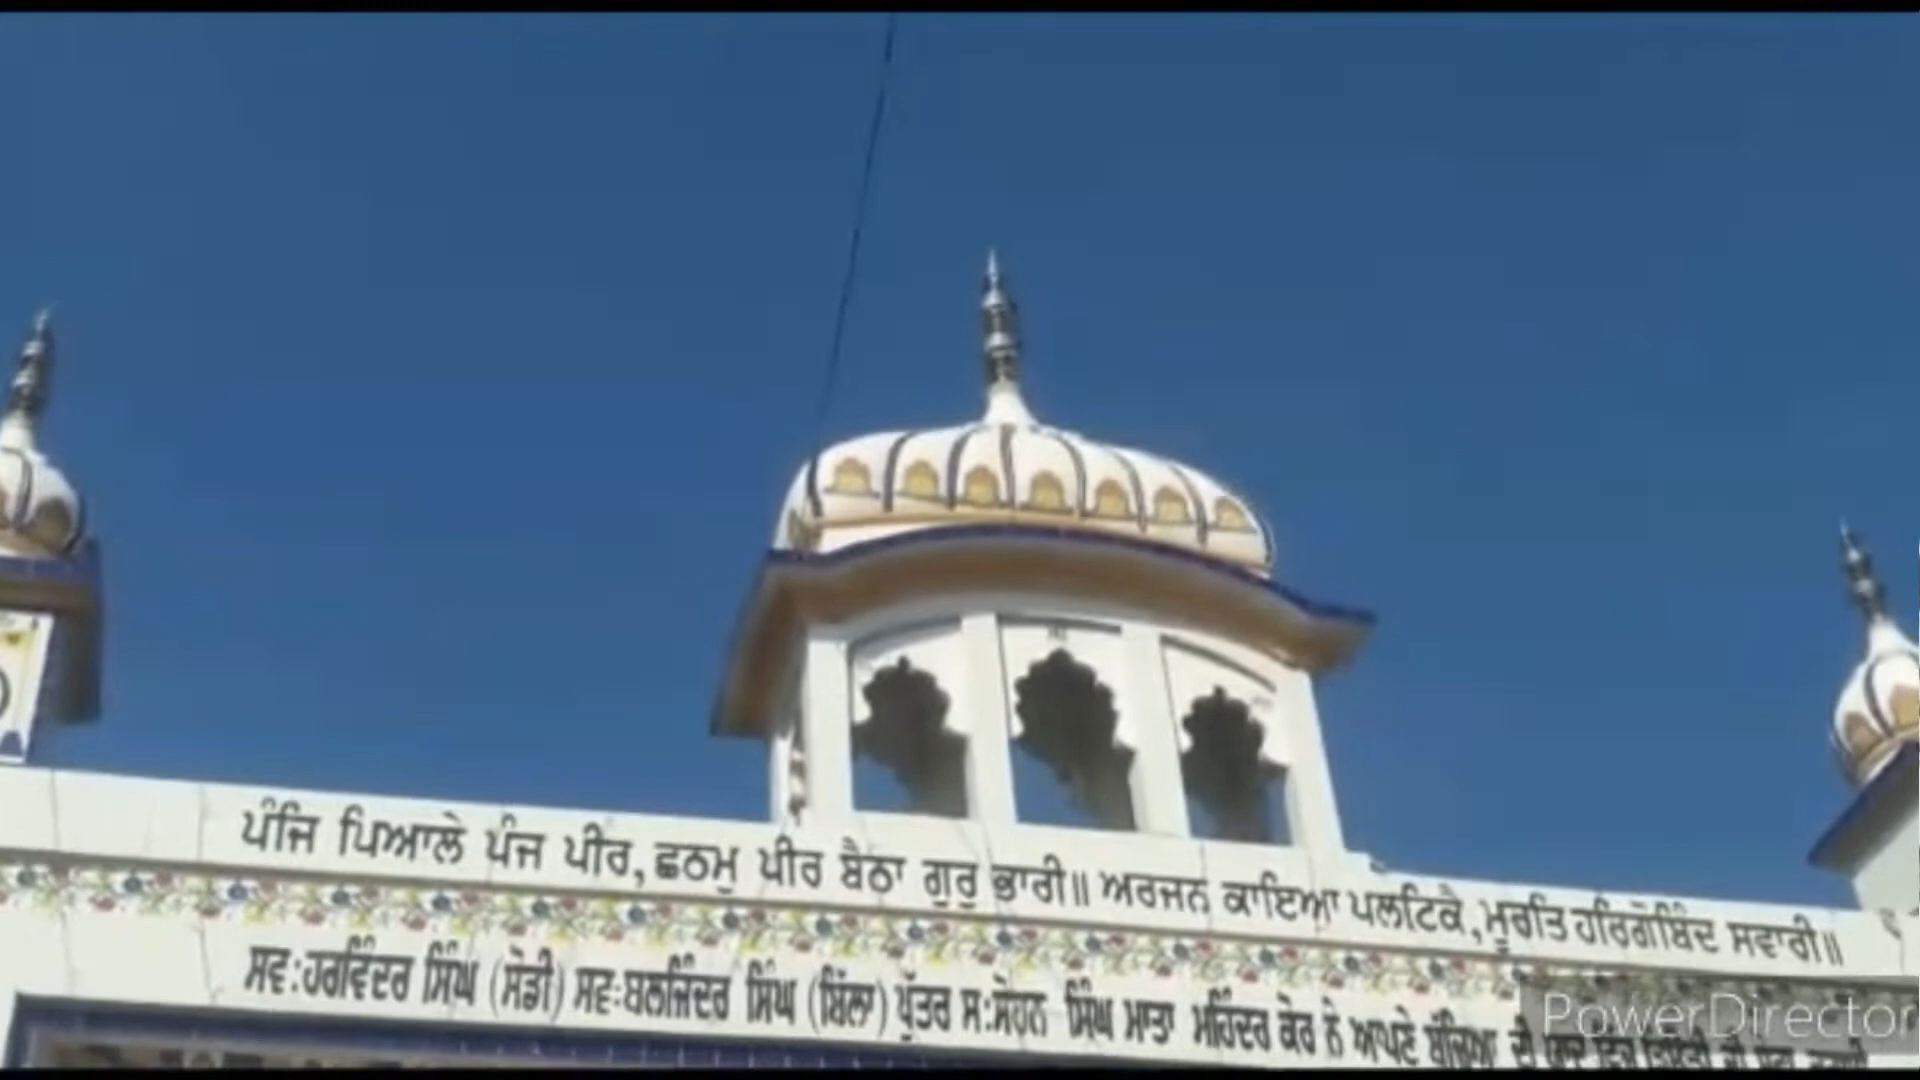 ਪੰਜਿ ਪਿਆਲੇ ਪੰਜ ਪੀਰ, ਛਠਮੁ ਪੀਰ ਬੈਠਾ ਗੁਰੁ ਭਾਰੀ॥ ਅਰਜਨ ਕਾਇਆ ਪਲਟਿਕੈ, ਮੂਰਤਿ ਹਰਿਗੋਬਿੰਦ ਸਵਾਰੀ॥
ਸਵ:ਹਰਵਿੰਦਰ ਸਿੰਘ (ਸੋਡੀ) ਸਵ:ਬਲਜਿੰਦਰ ਸਿੰਘ (ਬਿੱਲਾ) ਪੁੱਤਰ ਸ:ਸੋਹਨ ਸਿੰਘ ਮਾਤਾ ਮਹਿੰਦਰ ਕੌਰ ਨੇ ਆਪਣੇ ਬੱਚਿਆ ਦੀ
PowerDirector